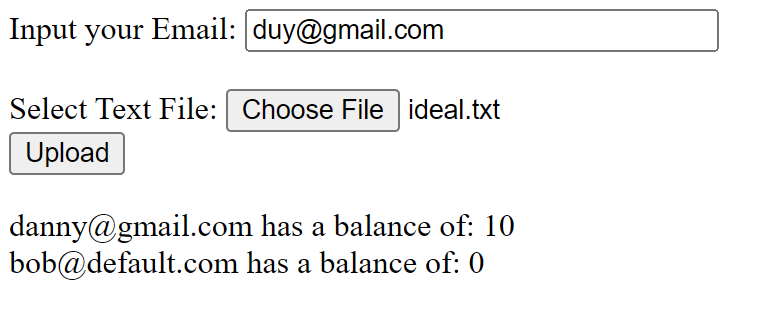 Input your Email: duy@gmail.com
Select Text File: Choose File ideal.txt
Upload
danny@gmail.com has a balance of: 10
bob@default.com has a balance of: 0